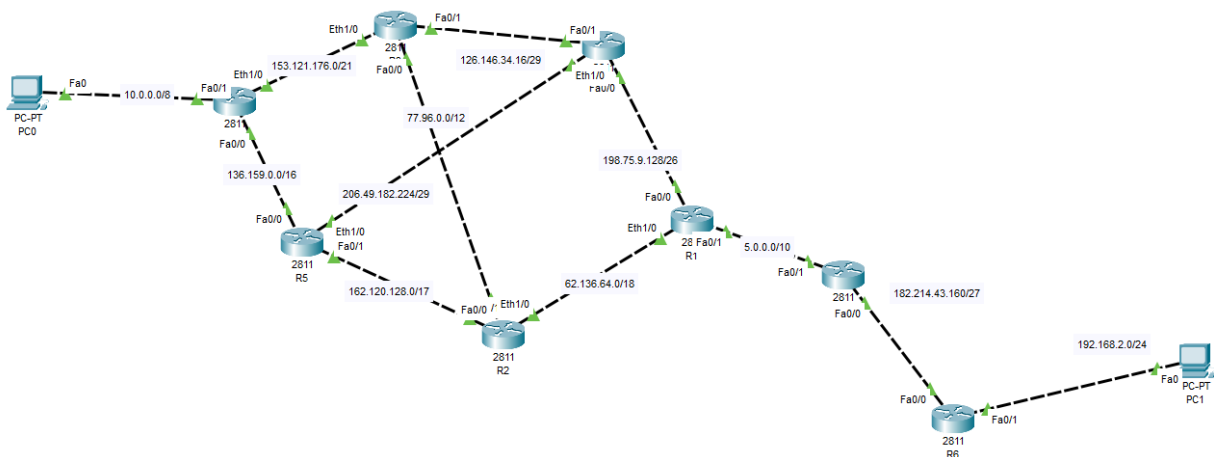 Fa0/1
Eth1/0
Fa0/1
Fa0/0
153.121.176.0/21
126.146.34.16/29
Eth1/0
Fa0/0
Eth1/0
Fa0
10.0.0.0/8
Fa0/1
PC-PT
PC0
2811
Fa0/0
77.96.0.0/12
198.75.9.128/26
136.159.0.0/16
206.49.182.224/29
Fa0/0
Fa0/0
Eth1/0
Fa0/1
2811
R5
Eth1/0
Fa0/1
R1
5.0.0.0/10
Fa0/1
2811
Fa0/0
162.120.128.0/17
62.136.64.0/18
182.214.43.160/27
Fa0/0
Eth1/0
2811
R2
192.168.2.0/24
Fa0
PC-PT
PC1
Fa0/0
Fa0/1
2811
R6